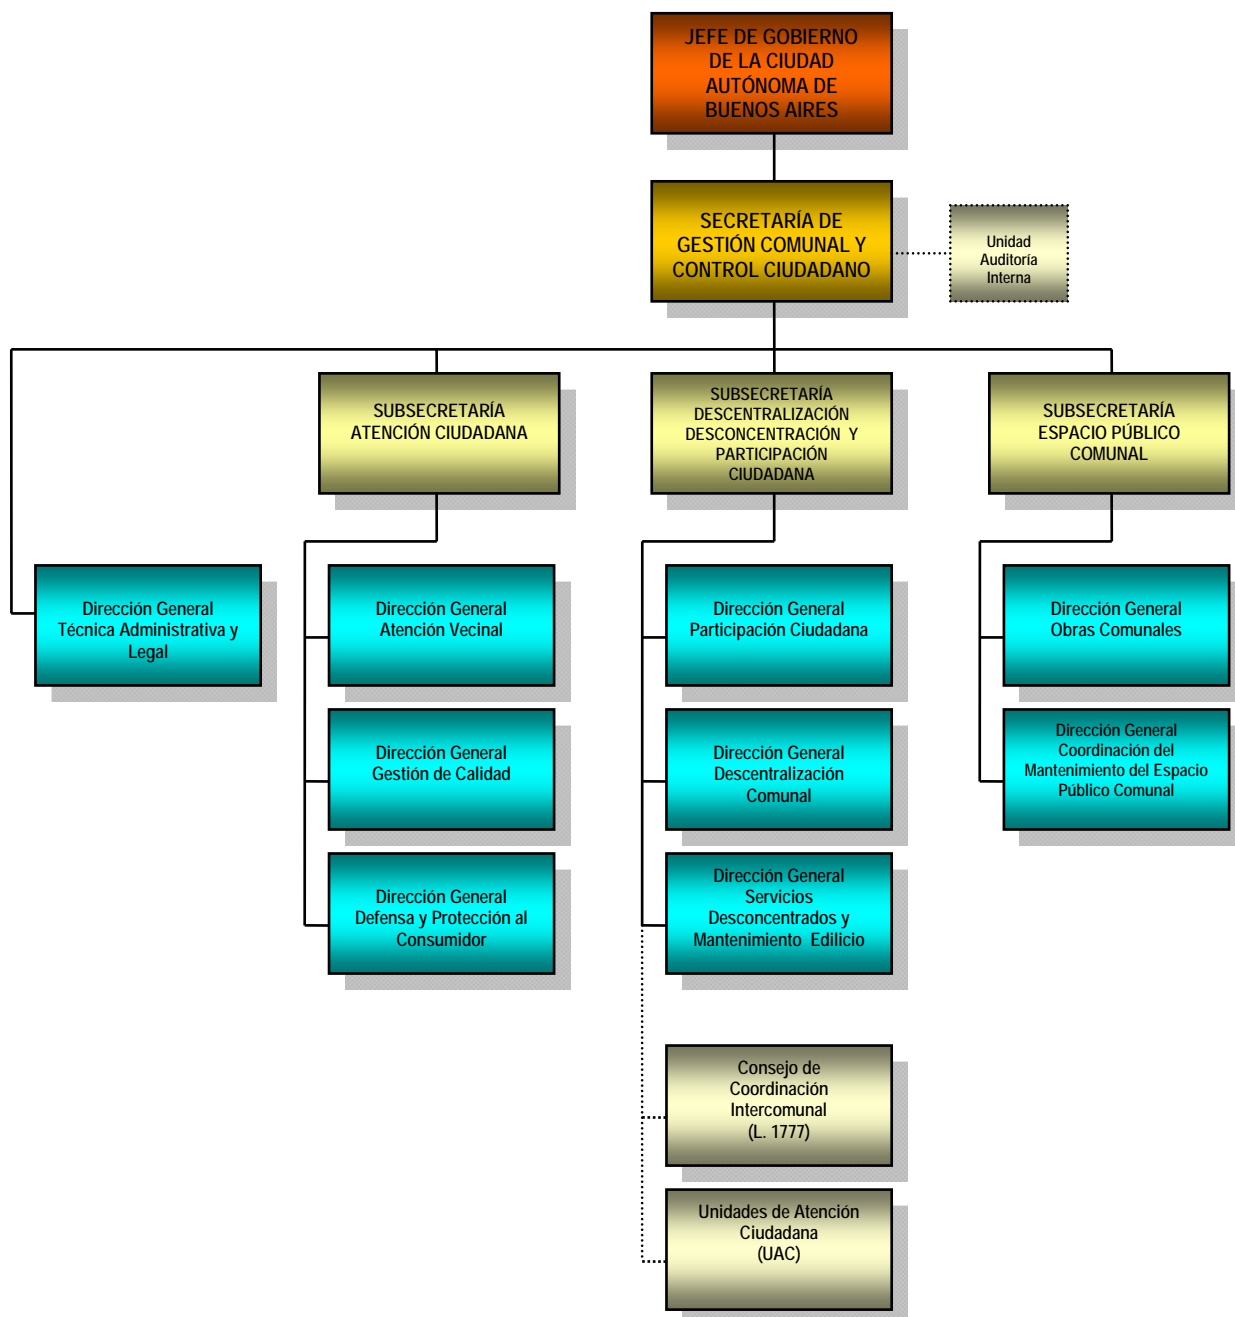 JEFE DE GOBIERNO
DE LA CIUDAD
AUTÓNOMA DE
BUENOS AIRES
SECRETARÍA DE
GESTIÓN COMUNAL Y
CONTROL CIUDADANO
Unidad
Auditoría
Interna
SUBSECRETARÍA
ATENCIÓN CIUDADANA
SUBSECRETARÍA
DESCENTRALIZACIÓN
DESCONCENTRACIÓN Y
PARTICIPACIÓN
CIUDADANA
SUBSECRETARÍA
ESPACIO PÚBLICO
COMUNAL
Dirección General
Técnica Administrativa y
Legal
Dirección General
Atención Vecinal
Dirección General
Participación Ciudadana
Dirección General
Obras Comunales
Dirección General
Gestión de Calidad
Dirección General
Descentralización
Comunal
Dirección General
Coordinación del
Mantenimiento del Espacio
Público Comunal
Dirección General
Defensa y Protección al
Consumidor
Dirección General
Servicios
Desconcentrados y
Mantenimiento Edilicio
Consejo de
Coordinación
Intercomunal
(L. 1777)
Unidades de Atención
Ciudadana
(UAC)